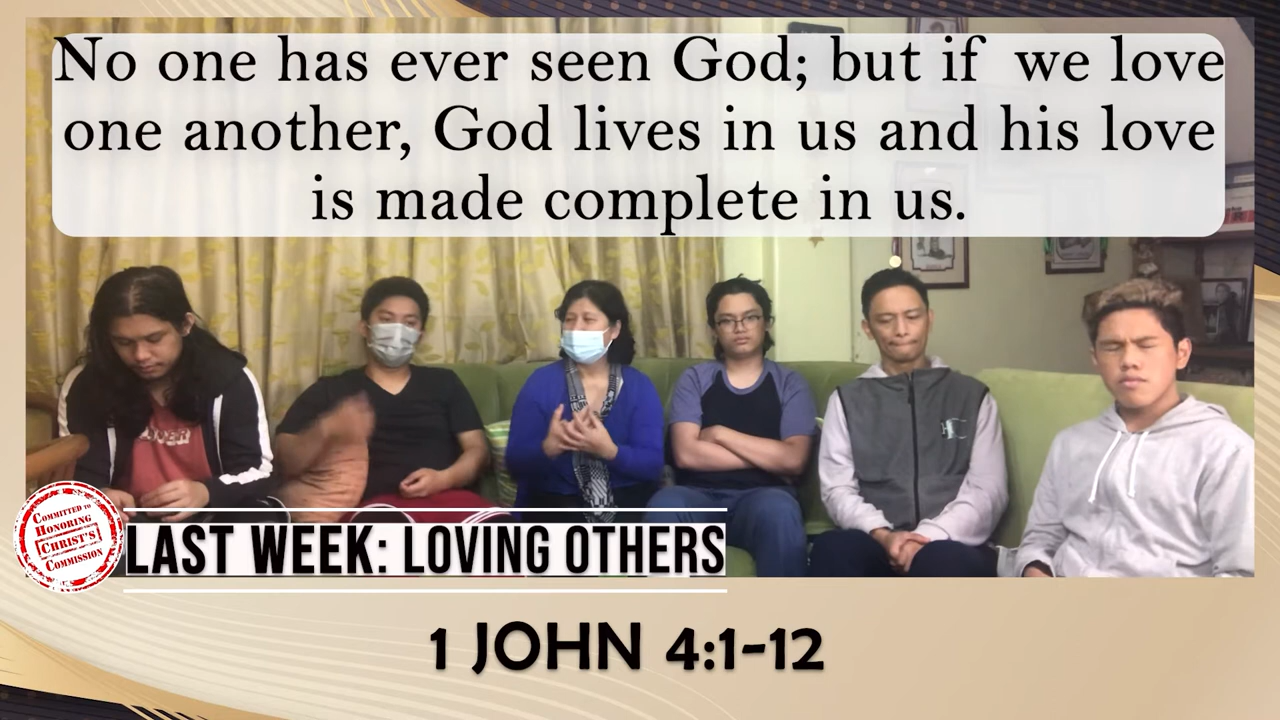 No one has ever seen God; but if we love
one another, God lives in us and his love
is made complete in us.
COMMITTED TO
HONORING
CHRIST'S
COMMISSION
LAST WEEK: LOVING OTHERS
1 JOHN 4:1-12